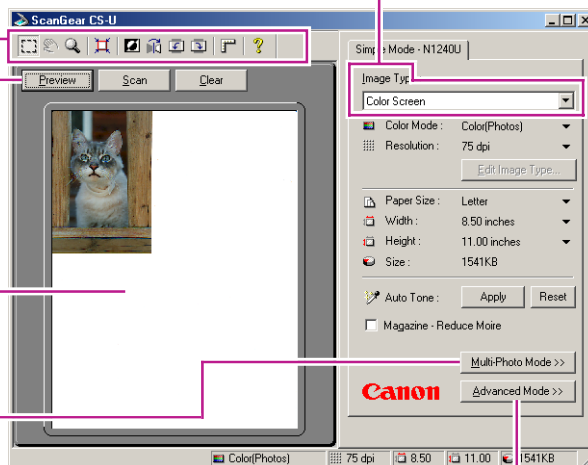 ScanGear CS-U
Preview
Scan
Clear
Simple Mode - N1240U
Color Screen
Color Mode :
Color(Photos)
Resolution :
75 dpi
Edit Image Type...
Paper Size :
Letter
Width :
8.50 inches
Height :
11.00 inches
Size :
1541KB
Auto Tone :
Apply
Reset
Magazine - Reduce Moire
Multi-Photo Mode >>
Canon
Advanced Mode >>
Color(Photos)
75 dpi
8.50
11.00
1541KB